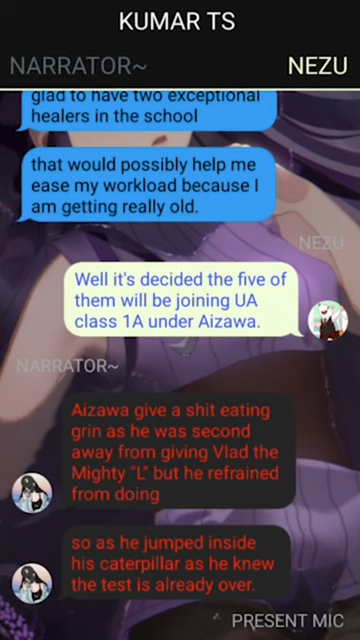 KUMAR TS
NARRATOR~
NEZU
glad to have two exceptional
healers in the school
that would possibly help me
ease my workload because I
am getting really old.
NEZU
Well it's decided the five of
them will be joining UA
class 1A under Aizawa.
NARRATOR~
Aizawa give a shit eating
grin as he was second
away from giving Vlad the
Mighty "L" but he refrained
from doing
so as he jumped inside
his caterpillar as he knew
the test is already over.
PRESENT MIC